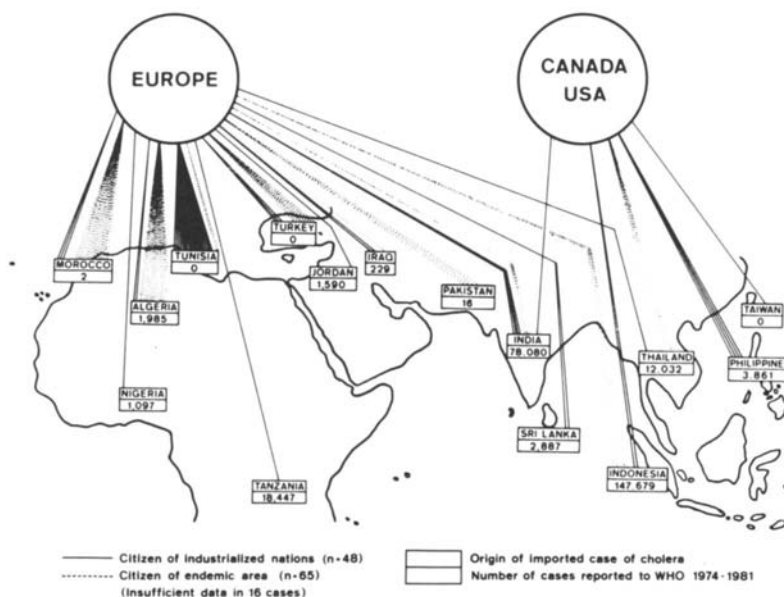 EUROPE
CANADA
USA
MOROCCO
2
TUNISIA
0
TURKEY
0
JORDAN
1,590
IRAQ
229
ALGERIA
1,985
PAKISTAN
16
INDIA
78.080
TAIWAN
0
THAILAND
12.032
PHILIPPINE
3.861
NIGERIA
1,097
SRI LANKA
2,887
TANZANIA
18,447
INDONESIA
147.679
Citizen of industrialized nations (n=48)
Citizen of endemic area (n=65)
(Insufficient data in 16 cases)
Origin of imported case of cholera
Number of cases reported to WHO 1974-1981